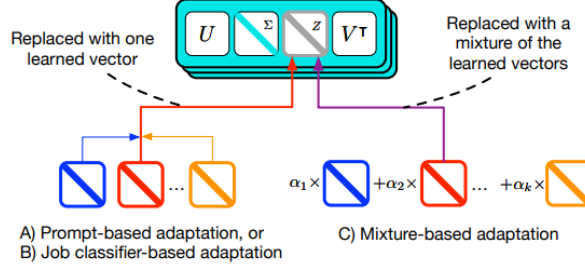 Replaced with one
learned vector
U Σ Z Vᵀ
Replaced with a
mixture of the
learned vectors
... α₁× +α₂× ... +αₖ×
A) Prompt-based adaptation, or
B) Job classifier-based adaptation
C) Mixture-based adaptation